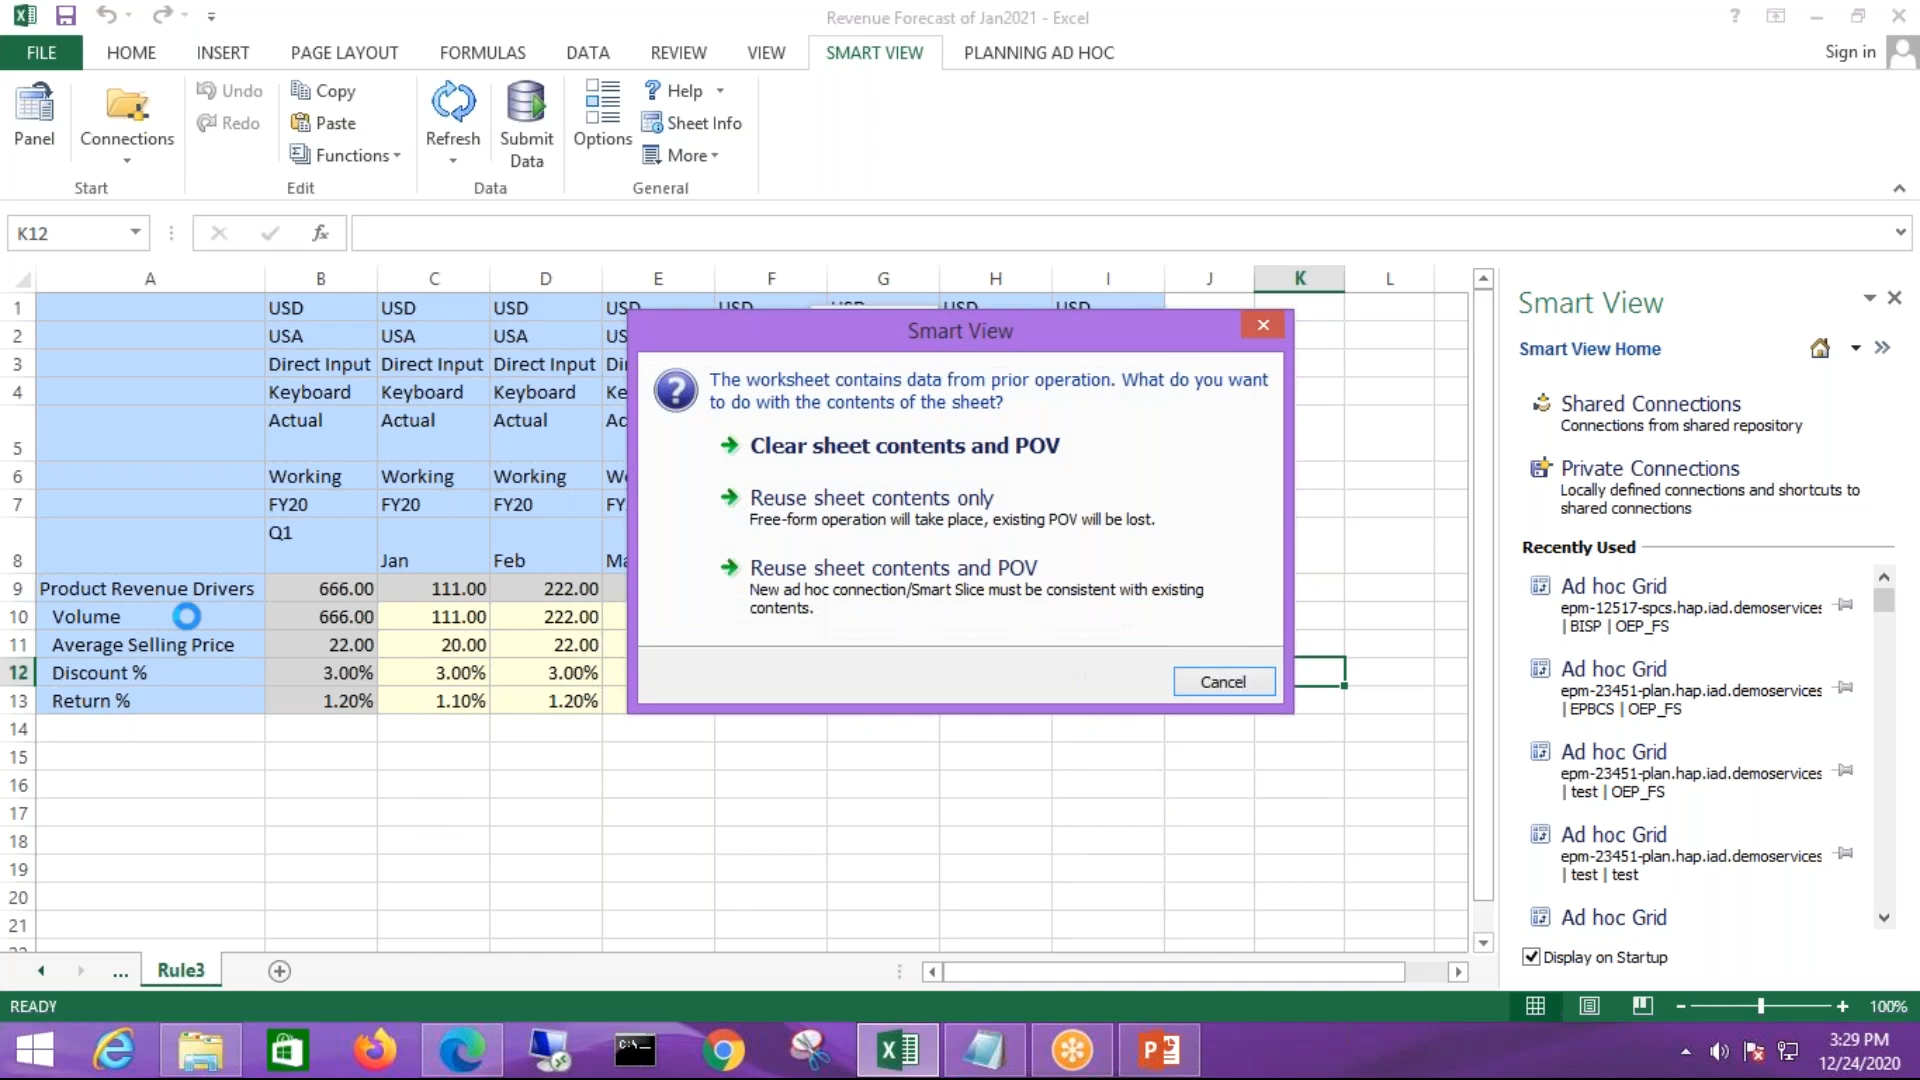 Revenue Forecast of Jan2021 - Excel
?
FILE HOME INSERT PAGE LAYOUT FORMULAS DATA REVIEW VIEW SMART VIEW PLANNING AD HOC Sign in
Panel
Connections
Start
Undo
Redo
Copy
Paste
Functions
Edit
Refresh
Submit
Data
Data
Options
Help
Sheet Info
More
General
K12 fx
A B C D E F G H I J K L
1 USD USD USD USD USD USD USD USD
2 USA USA USA
3 Direct Input Direct Input Direct Input
4 Keyboard Keyboard Keyboard Ke
5 Actual Actual Actual Ac
6 Working Working Working
7 FY20 FY20 FY20 FY
8 Q1 Jan Feb Ma
9 Product Revenue Drivers 666.00 111.00 222.00
10 Volume 666.00 111.00 222.00
11 Average Selling Price 22.00 20.00 22.00
12 Discount % 3.00% 3.00% 3.00%
13 Return % 1.20% 1.10% 1.20%
14
15
16
17
18
19
20
21
Smart View
The worksheet contains data from prior operation. What do you want
to do with the contents of the sheet?
Clear sheet contents and POV
Reuse sheet contents only
Free-form operation will take place, existing POV will be lost.
Reuse sheet contents and POV
New ad hoc connection/Smart Slice must be consistent with existing
contents.
Cancel
Smart View
Smart View Home
Shared Connections
Connections from shared repository
Private Connections
Locally defined connections and shortcuts to
shared connections
Recently Used
Ad hoc Grid
epm-12517-spcs.hap.iad.demoservices
| BISP | OEP_FS
Ad hoc Grid
epm-23451-plan.hap.iad.demoservices
| EPBCS | OEP_FS
Ad hoc Grid
epm-23451-plan.hap.iad.demoservices
| test | OEP_FS
Ad hoc Grid
epm-23451-plan.hap.iad.demoservices
| test | test
Ad hoc Grid
Display on Startup
... Rule3
READY 100%
3:29 PM
12/24/2020